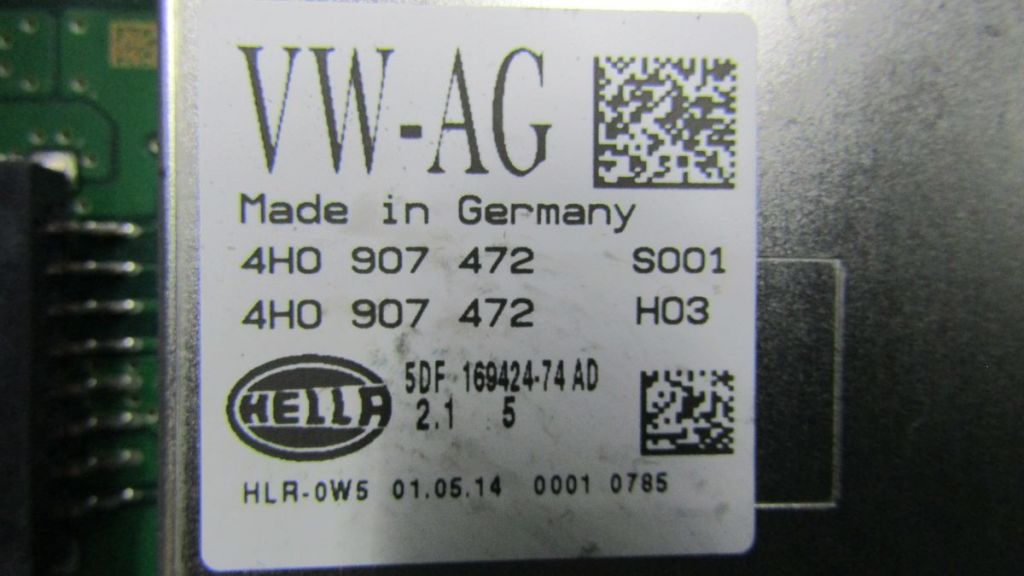 VW-AG
Made in Germany
4H0 907 472 S001
4H0 907 472 H03
HELLA
5DF 169424-74 AD
2.1 5
HLR-0W5 01.05.14 0001 0785